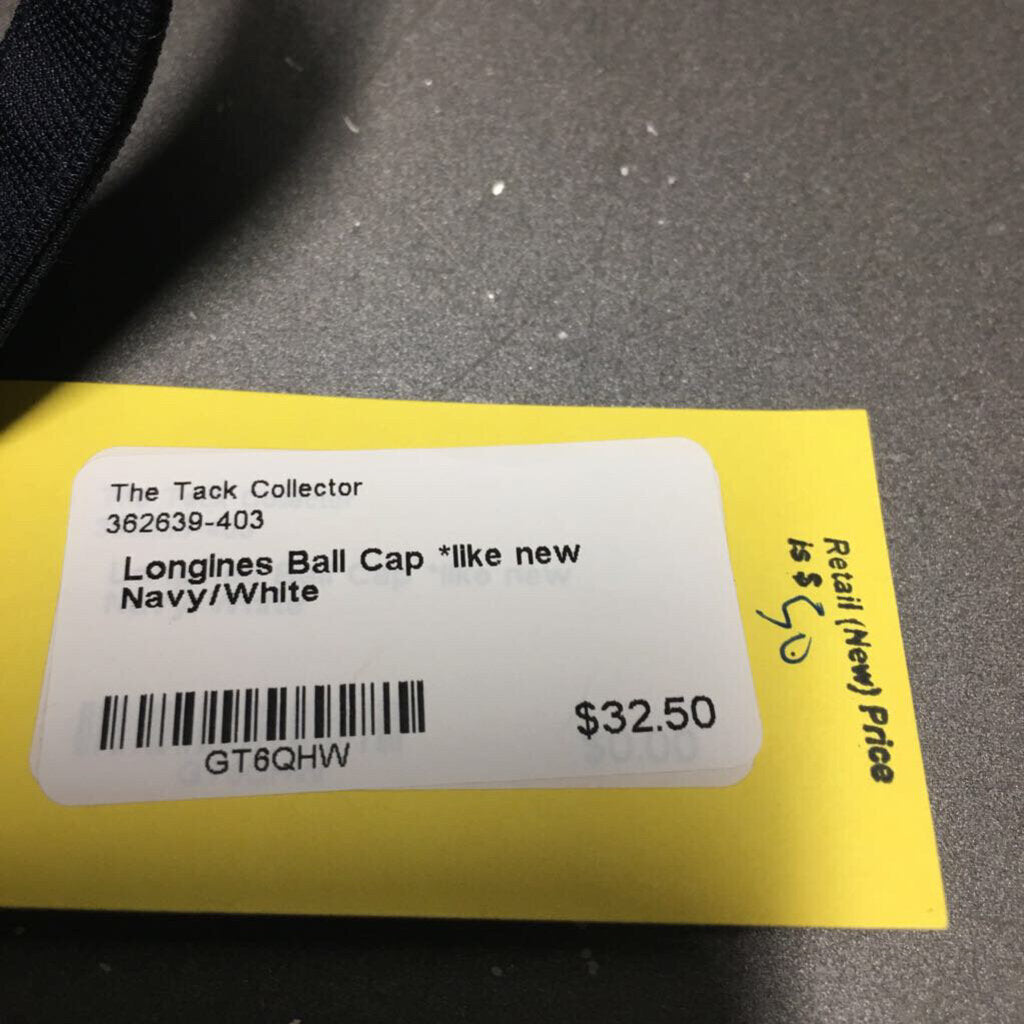 The Tack Collector
362639-403
Longines Ball Cap *like new
Navy/White
GT6QHW
$32.50
Retail (New) Price
is $50